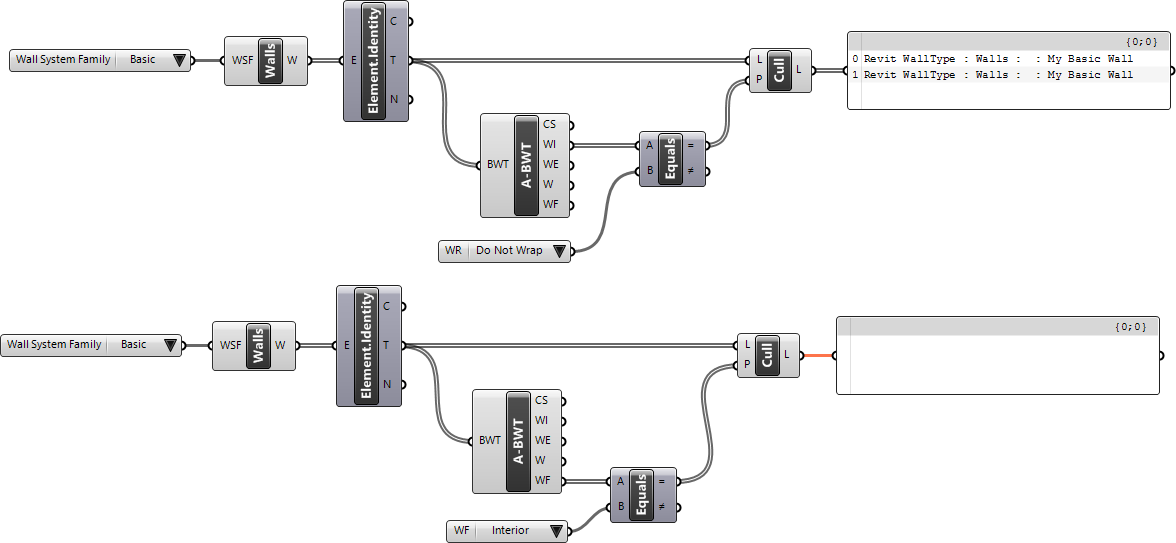 Wall System Family Basic
WSF Walls W
E Element.Identity C T N
L P Cull L
{0;0}
0 Revit WallType : Walls : : My Basic Wall
1 Revit WallType : Walls : : My Basic Wall
BWT A-BWT CS WI WE W WF
A B Equals = ≠
WR Do Not Wrap
Wall System Family Basic
WSF Walls W
E Element.Identity C T N
L P Cull L
{0;0}
BWT A-BWT CS WI WE W WF
A B Equals = ≠
WF Interior